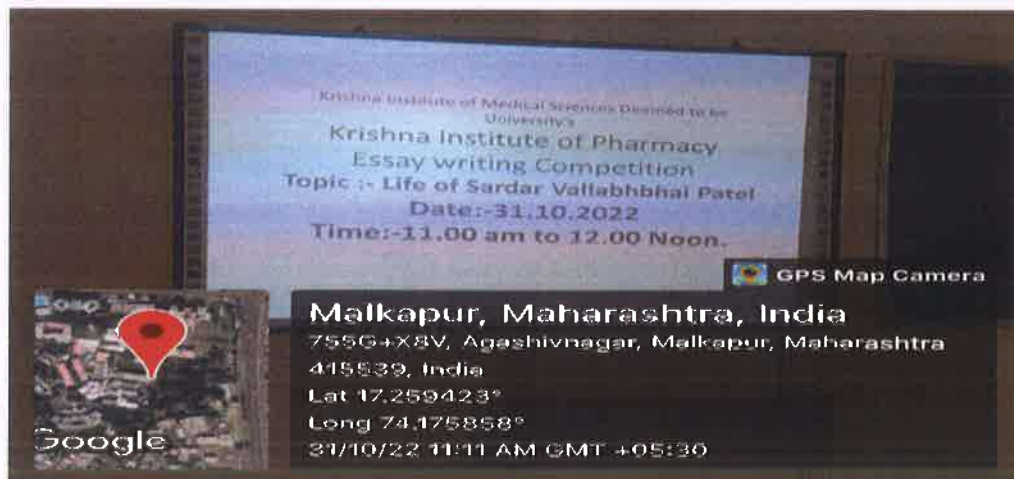 Krishna Institute of Medical Sciences Deemed to be
University's
Krishna Institute of Pharmacy
Essay writing Competition
Topic :- Life of Sardar Vallabhbhai Patel
Date:-31.10.2022
Time:-11.00 am to 12.00 Noon.
GPS Map Camera
Malkapur, Maharashtra, India
755G+X8V, Agashivnagar, Malkapur, Maharashtra
415539, India
Lat 17.259423°
Long 74.175858°
31/10/22 11:11 AM GMT +05:30
Google